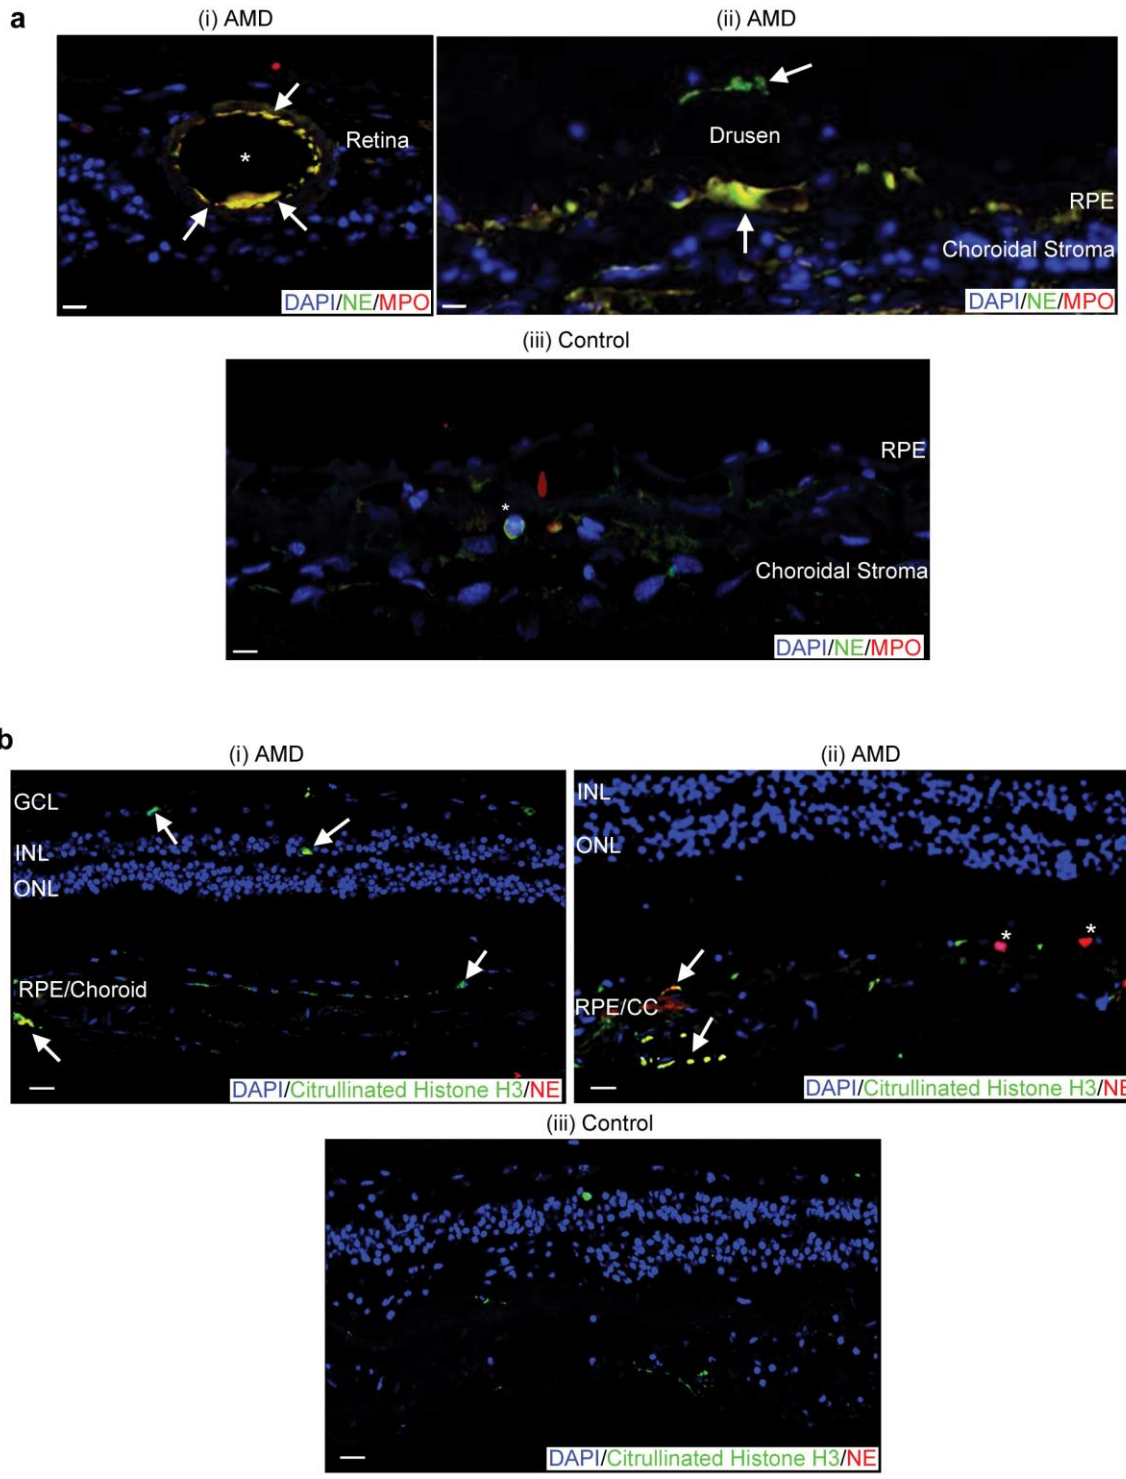 a
(i) AMD
(ii) AMD
Retina
*
DAPI/NE/MPO
Drusen
RPE
Choroidal Stroma
DAPI/NE/MPO
(iii) Control
RPE
*
Choroidal Stroma
DAPI/NE/MPO
b
(i) AMD
(ii) AMD
GCL
INL
ONL
RPE/Choroid
DAPI/Citrullinated Histone H3/NE
INL
ONL
*
*
RPE/CC
DAPI/Citrullinated Histone H3/NE
(iii) Control
DAPI/Citrullinated Histone H3/NE